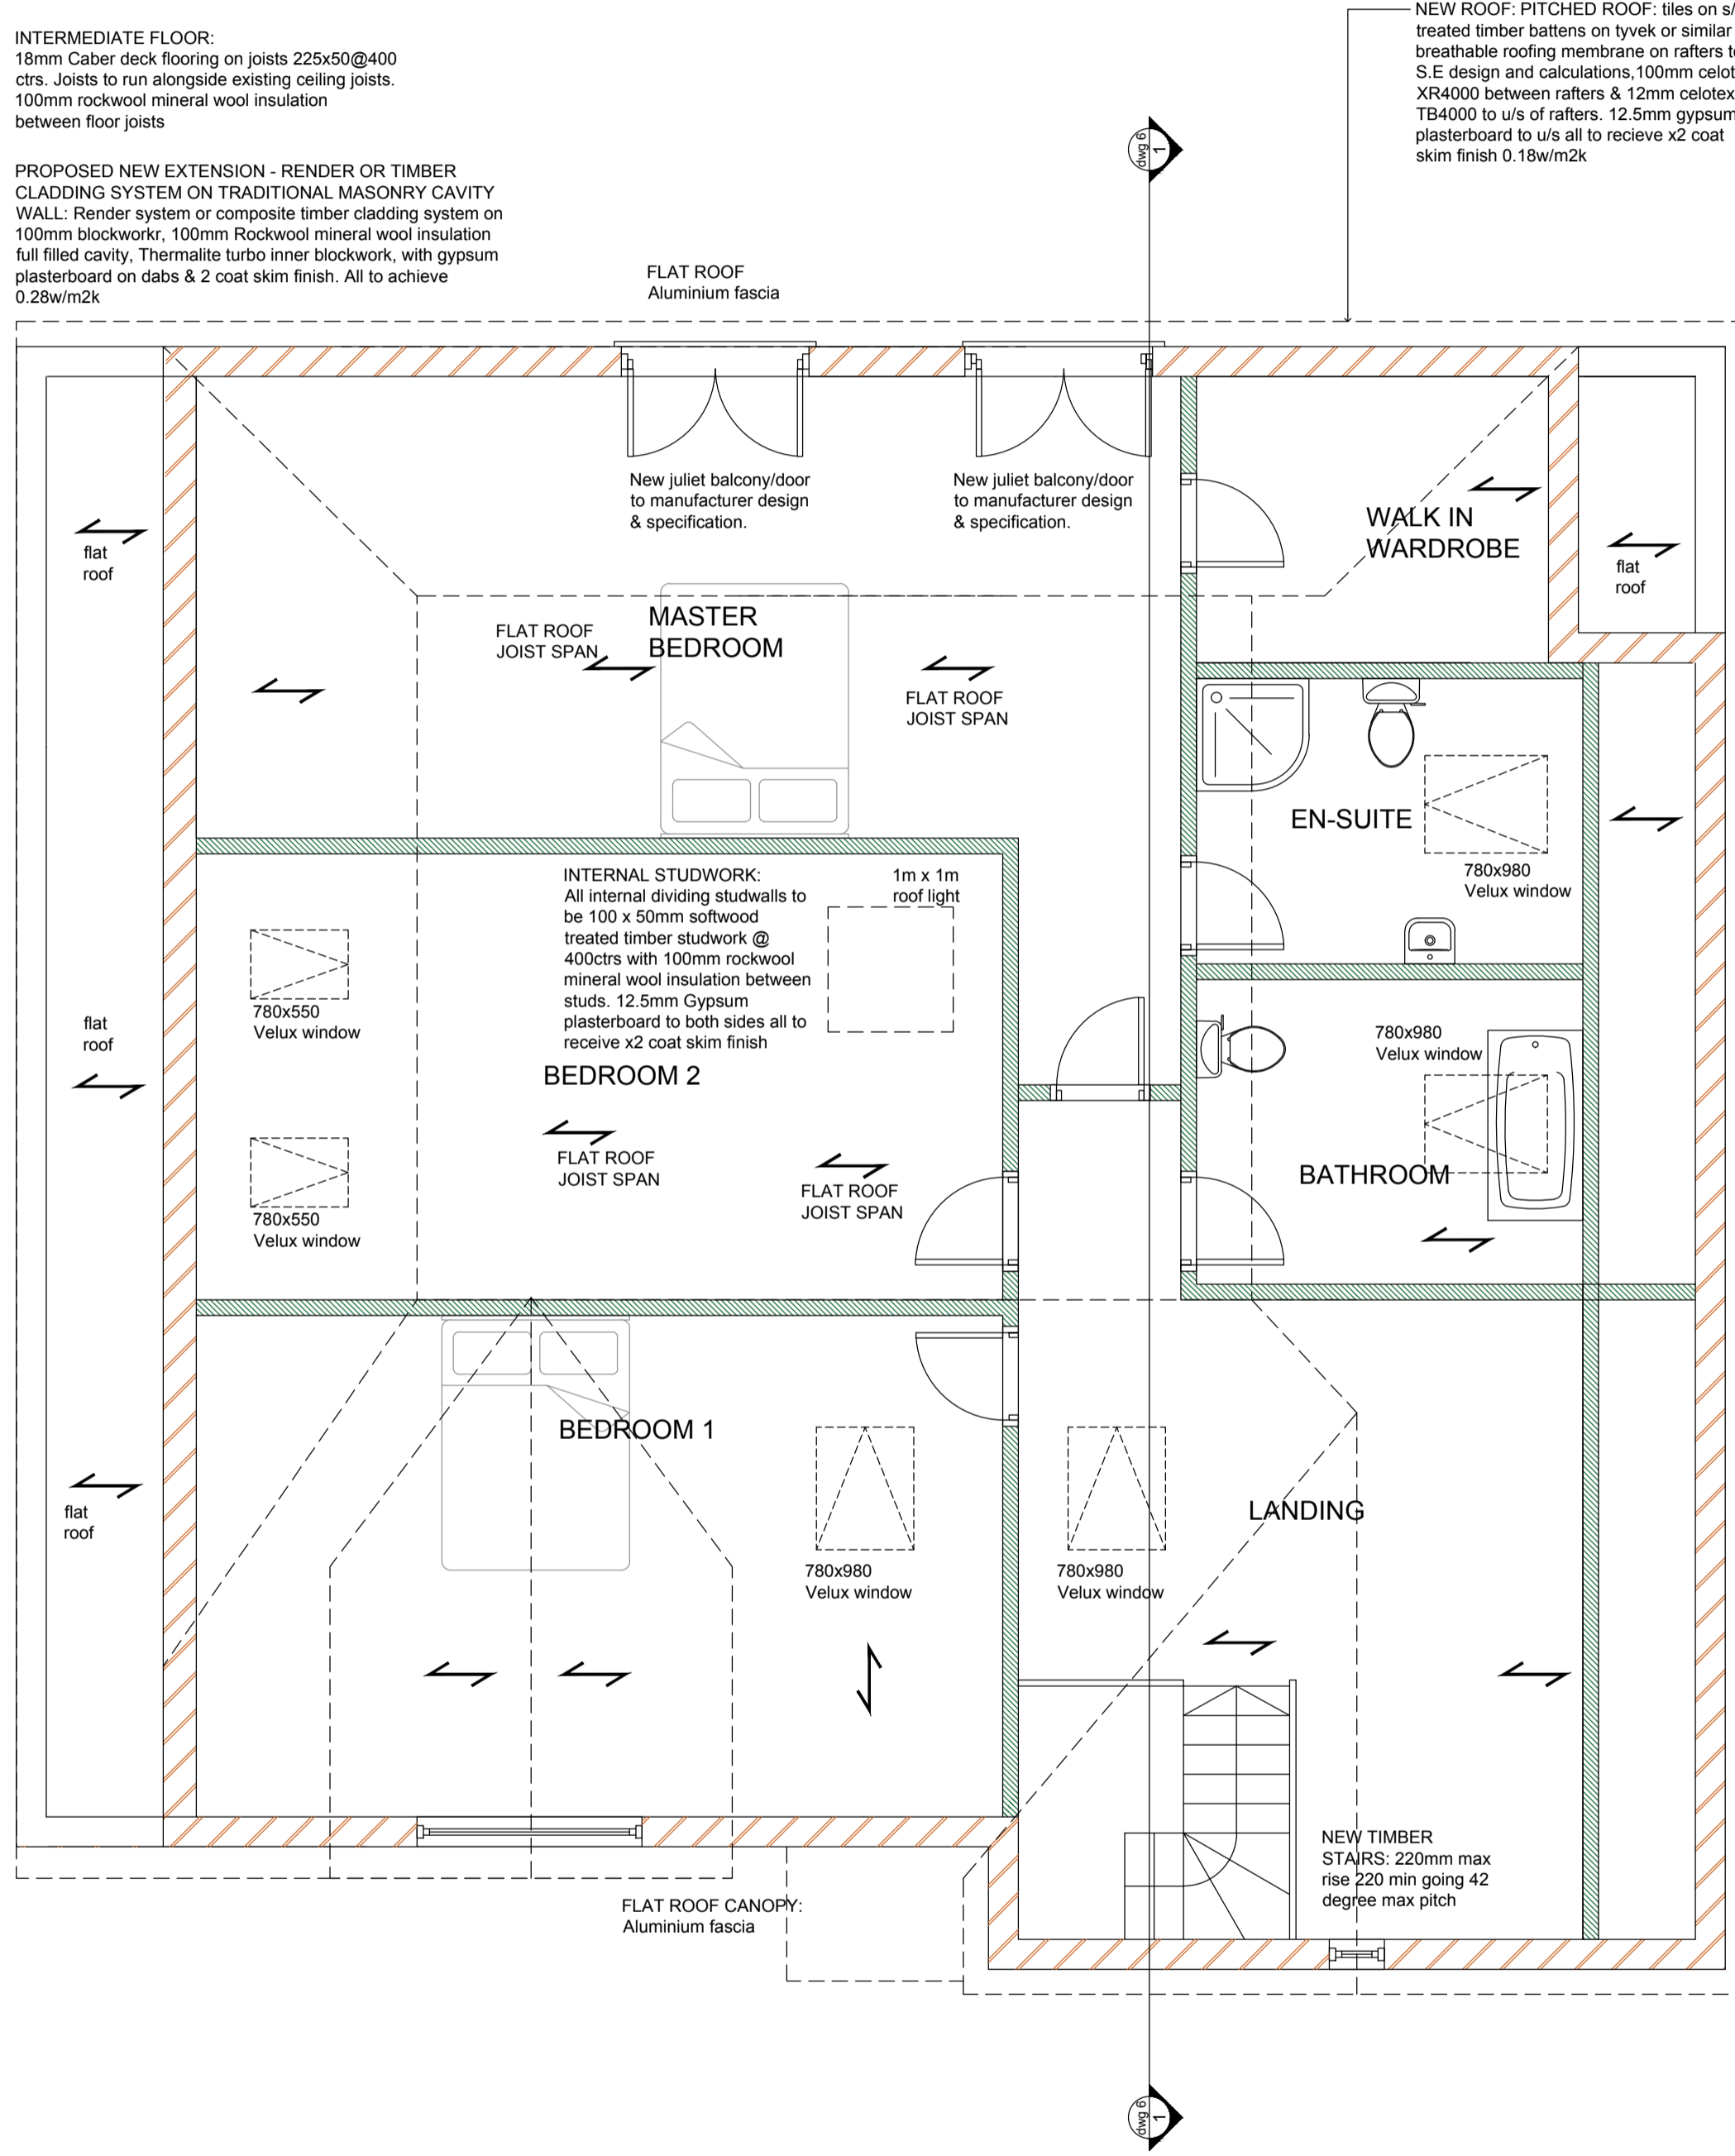 INTERMEDIATE FLOOR:
18mm Caber deck flooring on joists 225x50@400
ctrs. Joists to run alongside existing ceiling joists.
100mm rockwool mineral wool insulation
between floor joists
PROPOSED NEW EXTENSION - RENDER OR TIMBER
CLADDING SYSTEM ON TRADITIONAL MASONRY CAVITY
WALL: Render system or composite timber cladding system on
100mm blockworkr, 100mm Rockwool mineral wool insulation
full filled cavity, Thermalite turbo inner blockwork, with gypsum
plasterboard on dabs & 2 coat skim finish. All to achieve
0.28w/m2k
NEW ROOF: PITCHED ROOF: tiles on s/
treated timber battens on tyvek or similar
breathable roofing membrane on rafters
S.E design and calculations,100mm
XR4000 between rafters & 12mm celotex
TB4000 to u/s of rafters. 12.5mm gypsum
plasterboard to u/s all to recieve x2 coat
skim finish 0.18w/m2k
dwg 6
1
FLAT ROOF
Aluminium fascia
New juliet balcony/door
to manufacturer design
& specification.
New juliet balcony/door
to manufacturer design
& specification.
WALK IN
WARDROBE
flat
roof
flat
roof
MASTER
BEDROOM
FLAT ROOF
JOIST SPAN
FLAT ROOF
JOIST SPAN
EN-SUITE
780x980
Velux window
INTERNAL STUDWORK:
All internal dividing studwalls to
be 100 x 50mm softwood
treated timber studwork @
400ctrs with 100mm rockwool
mineral wool insulation between
studs. 12.5mm Gypsum
plasterboard to both sides all to
receive x2 coat skim finish
1m x 1m
roof light
780x550
Velux window
flat
roof
BEDROOM 2
780x980
Velux window
FLAT ROOF
JOIST SPAN
FLAT ROOF
JOIST SPAN
BATHROOM
780x550
Velux window
BEDROOM 1
flat
roof
LANDING
780x980
Velux window
780x980
Velux window
NEW TIMBER
STAIRS: 220mm max
rise 220 min going 42
degree max pitch
FLAT ROOF CANOPY:
Aluminium fascia
dwg 6
1